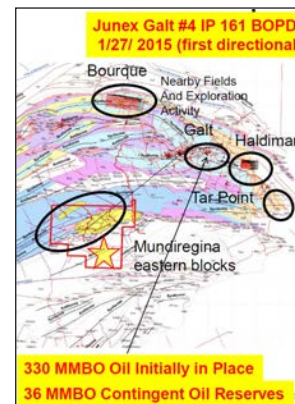 Junex Galt #4 IP 161 BOPD
1/27/ 2015 (first directional
Bourque
Nearby Fields
And Exploration
Activity
Galt
Haldiman
Tar Point
Mundiregina
eastern blocks
330 MMBO Oil Initially in Place
36 MMBO Contingent Oil Reserves